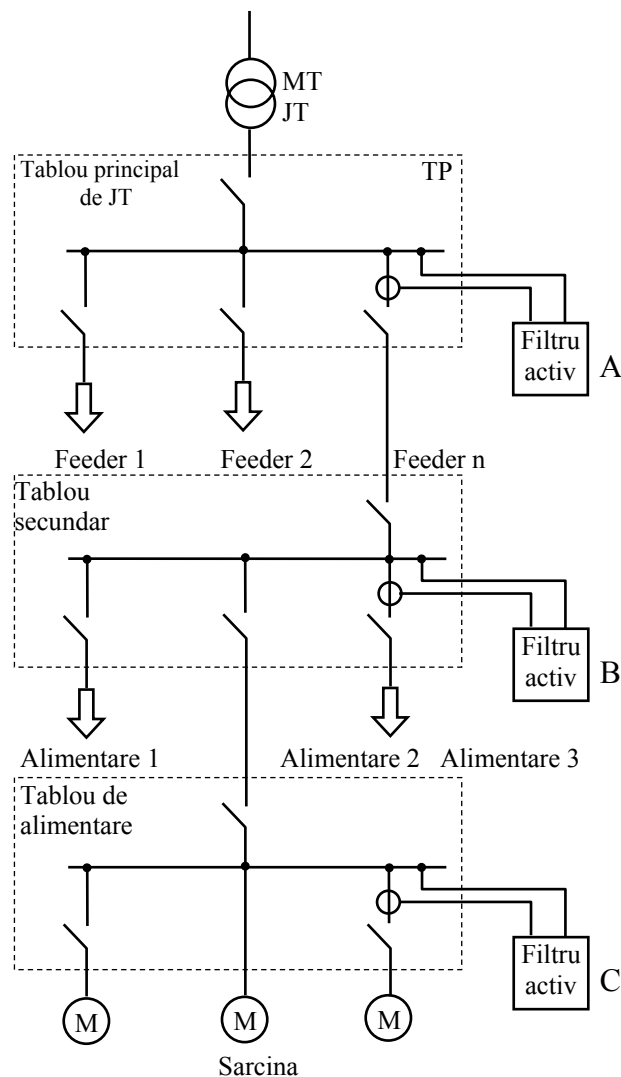 MT
JT
Tablou principal
de JT
TP
Filtru
activ
A
Feeder 1
Feeder 2
Feeder n
Tablou
secundar
Filtru
activ
B
Alimentare 1
Alimentare 2
Alimentare 3
Tablou de
alimentare
Filtru
activ
C
M
M
M
Sarcina